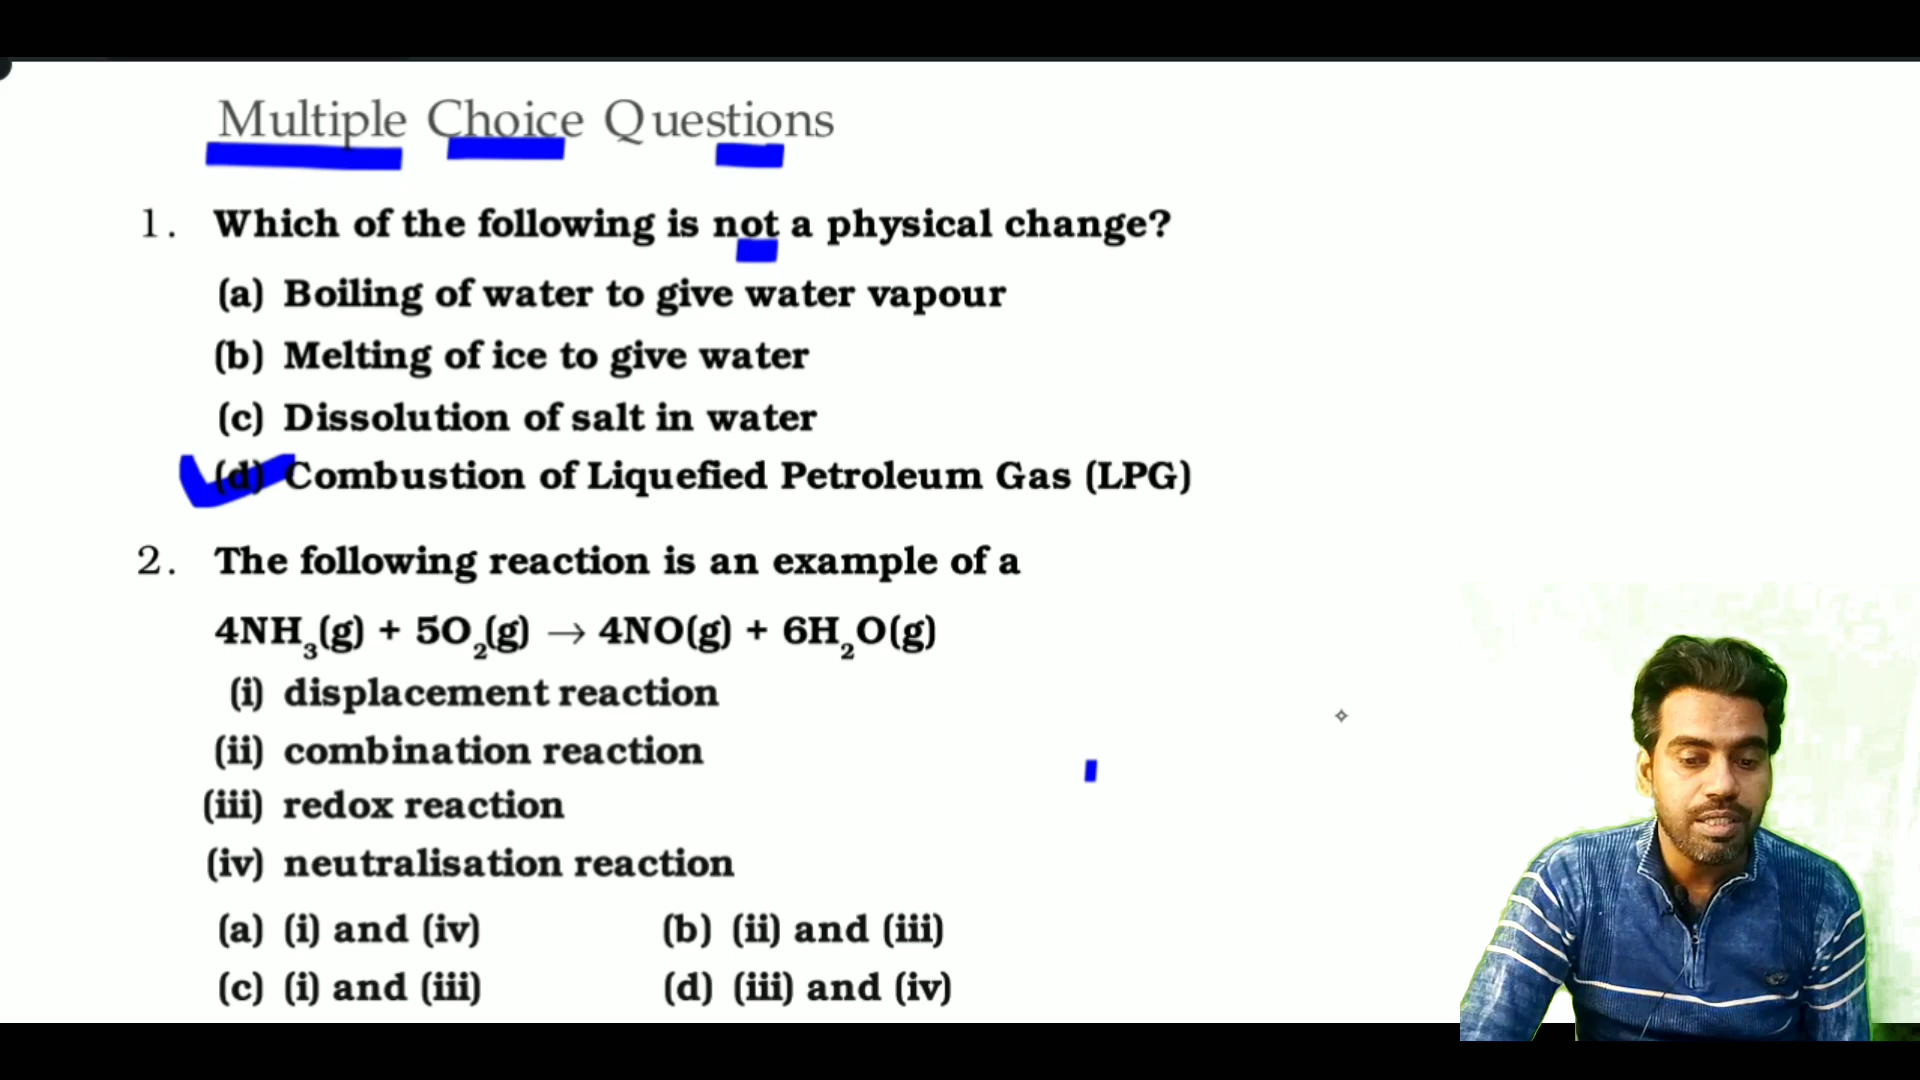 Multiple Choice Questions
1. Which of the following is not a physical change?
(a) Boiling of water to give water vapour
(b) Melting of ice to give water
(c) Dissolution of salt in water
(d) Combustion of Liquefied Petroleum Gas (LPG)
2. The following reaction is an example of a
4NH₃(g) + 5O₂(g) → 4NO(g) + 6H₂O(g)
(i) displacement reaction
(ii) combination reaction
(iii) redox reaction
(iv) neutralisation reaction
(a) (i) and (iv) (b) (ii) and (iii)
(c) (i) and (iii) (d) (iii) and (iv)